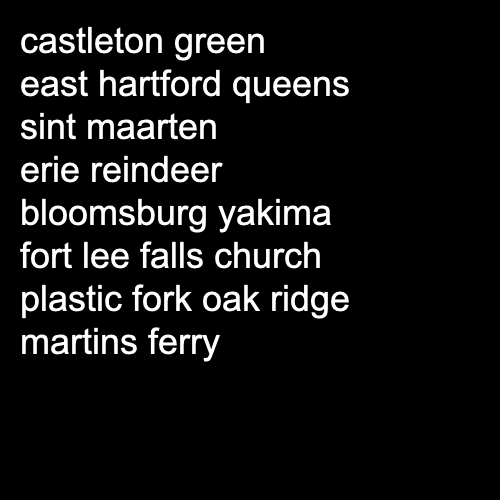 castleton green
east hartford queens
sint maarten
erie reindeer
bloomsburg yakima
fort lee falls church
plastic fork oak ridge
martins ferry